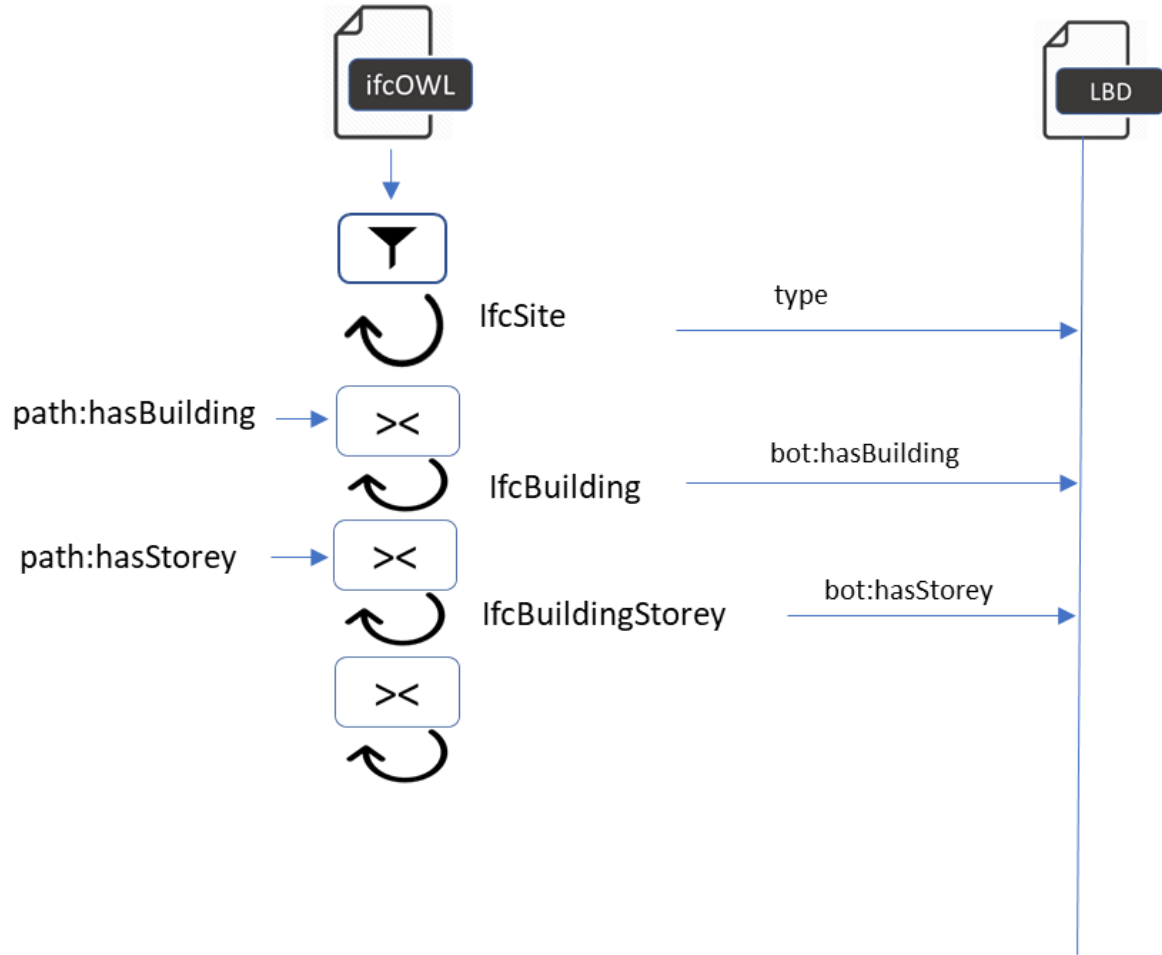 ifcOWL
LBD
IfcSite
type
path:hasBuilding
><
bot:hasBuilding
IfcBuilding
path:hasStorey
><
bot:hasStorey
IfcBuildingStorey
><